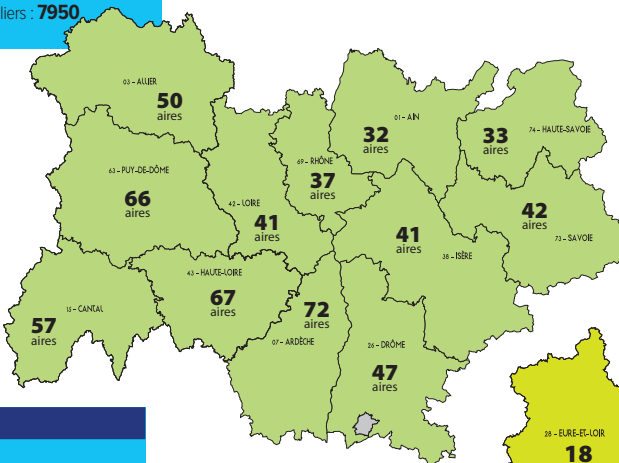 liers : 7950
03 – ALLIER
50
aires
01 – AIN
32
aires
33
aires
74 – HAUTE-SAVOIE
69 – RHÔNE
37
aires
63 – PUY-DE-DÔME
66
aires
42 – LOIRE
41
aires
42
aires
73 – SAVOIE
41
aires
38 – ISÈRE
43 – HAUTE-LOIRE
67
aires
15 – CANTAL
57
aires
72
aires
07 – ARDÈCHE
26 – DRÔME
47
aires
28 – EURE-ET-LOIR
18